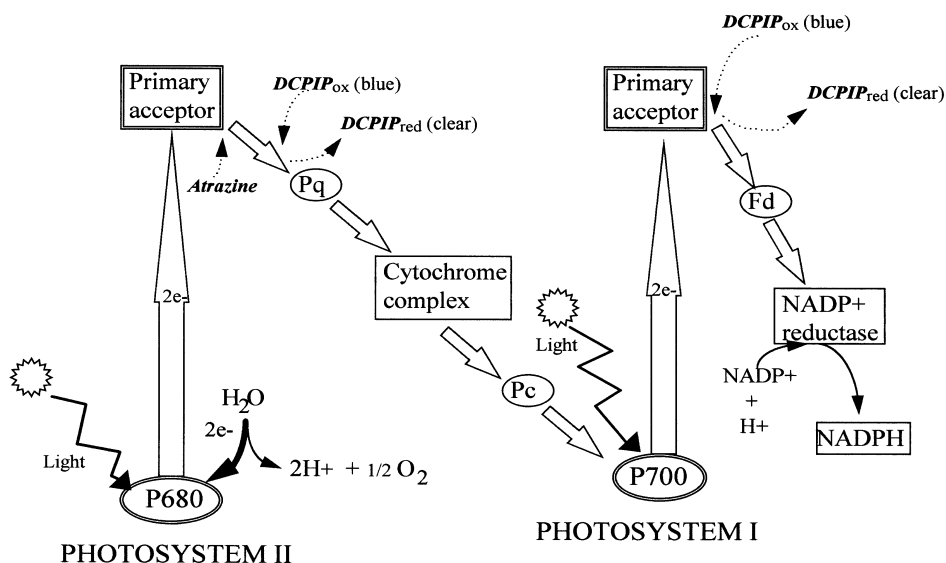 DCPIPox (blue)
Primary
acceptor
DCPIPox (blue)
DCPIPred (clear)
Atrazine
Pq
Primary
acceptor
DCPIPred (clear)
Fd
Cytochrome
complex
2e-
2e-
Light
NADP+
reductase
Pc
NADP+
+
H+
NADPH
H2O
2e-
Light
2H+ + 1/2 O2
P680
P700
PHOTOSYSTEM II
PHOTOSYSTEM I